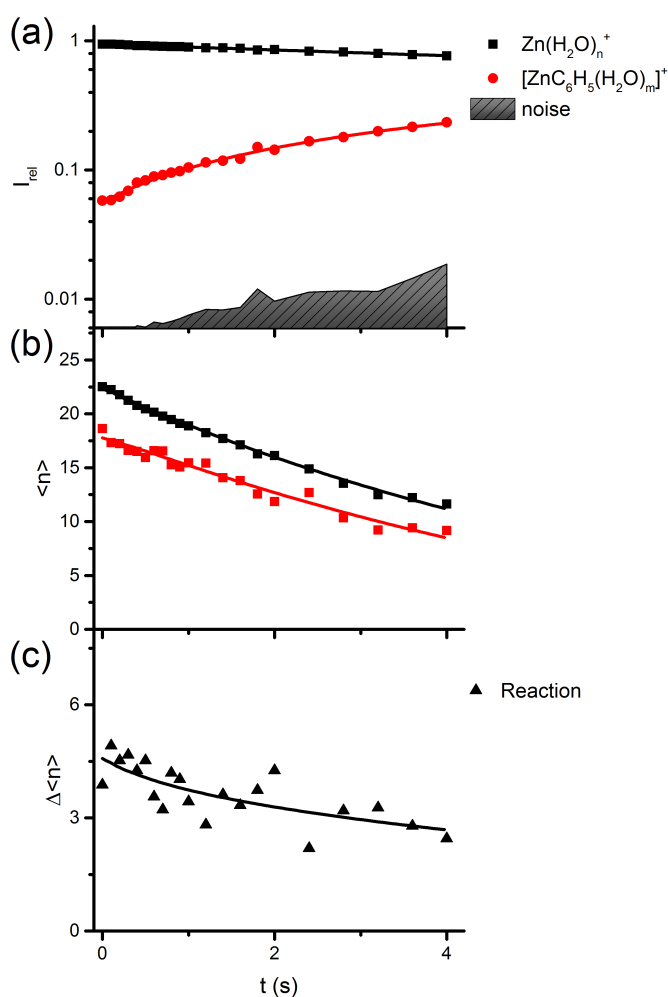 (a)
1
0.1
0.01
I_rel
Zn(H₂O)ₙ⁺
[ZnC₆H₅(H₂O)ₘ]⁺
noise
(b)
25
20
15
10
5
0
<n>
(c)
6
3
0
Δ<n>
Reaction
0
2
4
t (s)